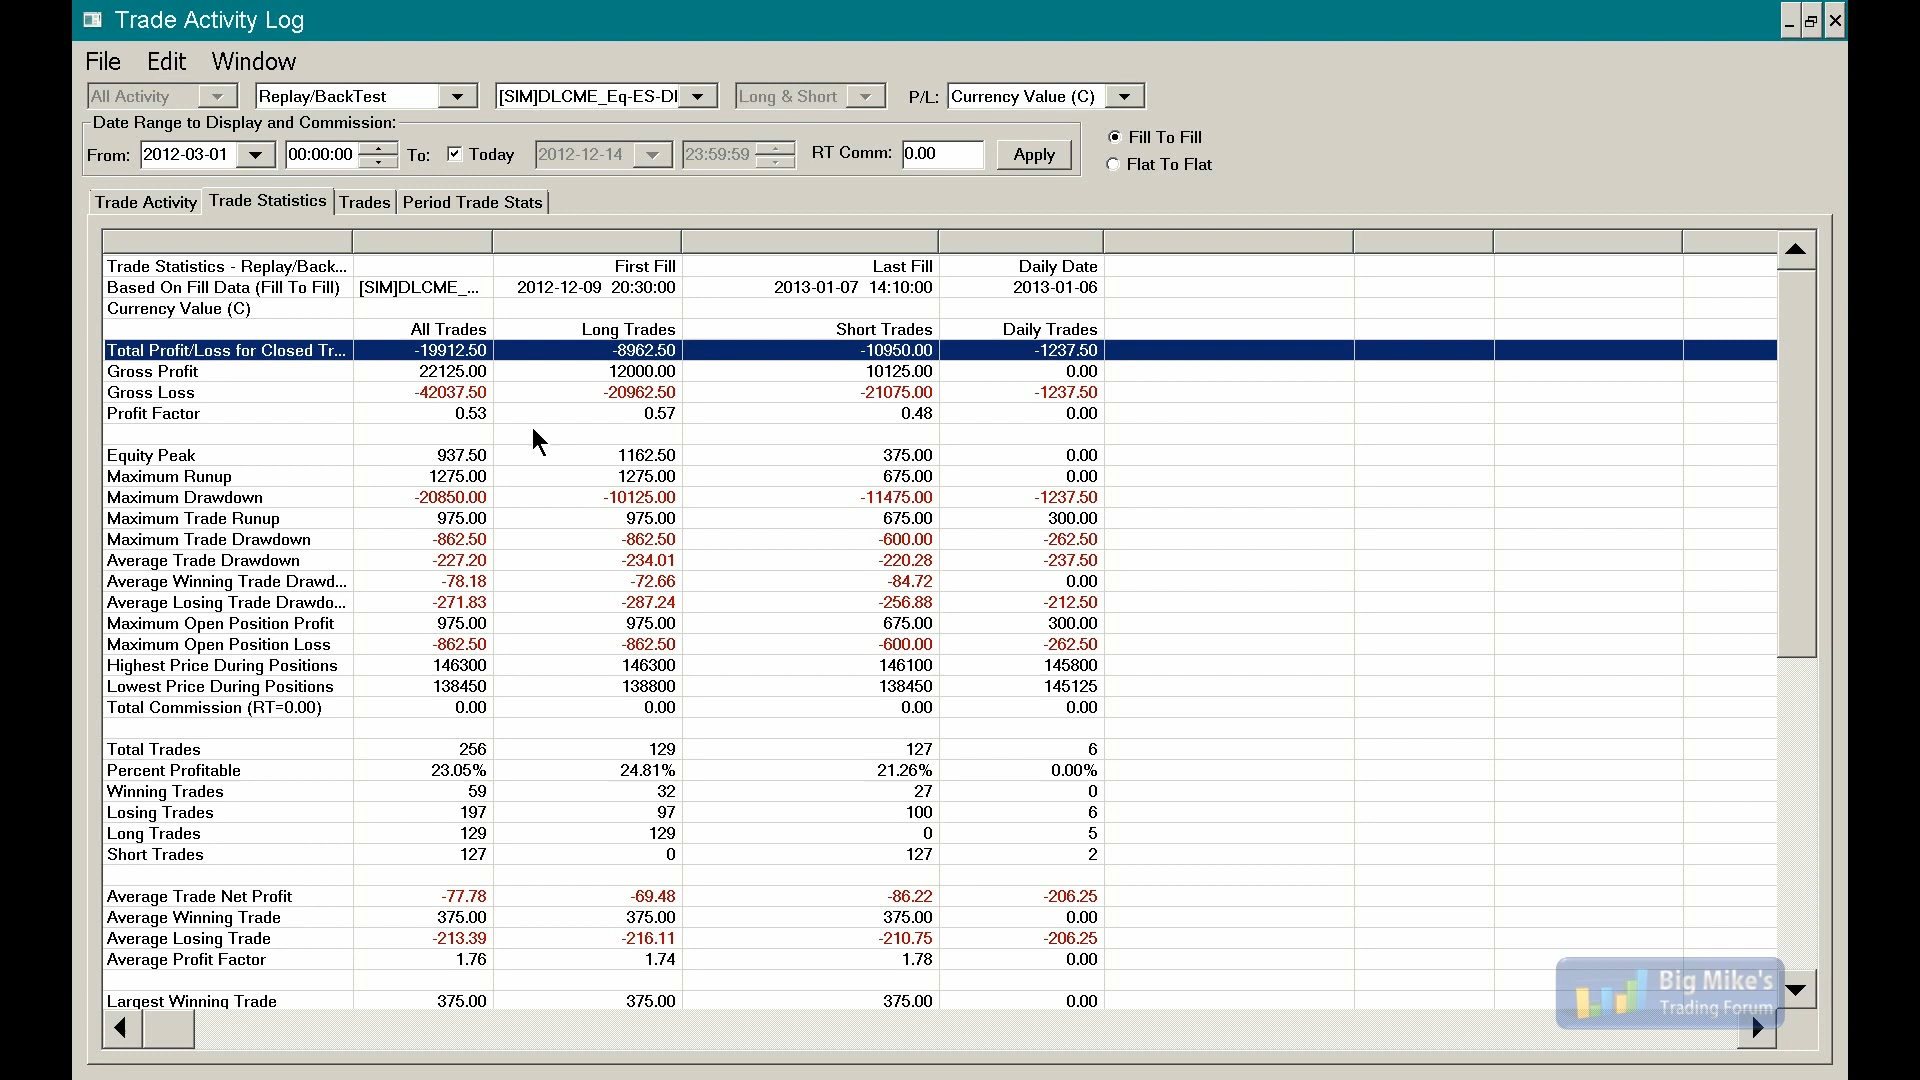 Trade Activity Log
File Edit Window
All Activity Replay/BackTest [SIM]DLCME_Eq-ES-DI Long & Short P/L: Currency Value (C)
Date Range to Display and Commission:
From: 2012-03-01 00:00:00 To: Today 2012-12-14 23:59:59 RT Comm: 0.00 Apply
Fill To Fill
Flat To Flat
Trade Activity Trade Statistics Trades Period Trade Stats
Trade Statistics - Replay/Back... First Fill Last Fill Daily Date
Based On Fill Data (Fill To Fill) [SIM]DLCME_... 2012-12-09 20:30:00 2013-01-07 14:10:00 2013-01-06
Currency Value (C)
All Trades Long Trades Short Trades Daily Trades
Total Profit/Loss for Closed Tr... -19912.50 -8962.50 -10950.00 -1237.50
Gross Profit 22125.00 12000.00 10125.00 0.00
Gross Loss -42037.50 -20962.50 -21075.00 -1237.50
Profit Factor 0.53 0.57 0.48 0.00
Equity Peak 937.50 1162.50 375.00 0.00
Maximum Runup 1275.00 1275.00 675.00 0.00
Maximum Drawdown -20850.00 -10125.00 -11475.00 -1237.50
Maximum Trade Runup 975.00 975.00 675.00 300.00
Maximum Trade Drawdown -862.50 -862.50 -600.00 -262.50
Average Trade Drawdown -227.20 -234.01 -220.28 -237.50
Average Winning Trade Drawd... -78.18 -72.66 -84.72 0.00
Average Losing Trade Drawdo... -271.83 -287.24 -256.88 -212.50
Maximum Open Position Profit 975.00 975.00 675.00 300.00
Maximum Open Position Loss -862.50 -862.50 -600.00 -262.50
Highest Price During Positions 146300 146300 146100 145800
Lowest Price During Positions 138450 138800 138450 145125
Total Commission (RT=0.00) 0.00 0.00 0.00 0.00
Total Trades 256 129 127 6
Percent Profitable 23.05% 24.81% 21.26% 0.00%
Winning Trades 59 32 27 0
Losing Trades 197 97 100 6
Long Trades 129 129 0 5
Short Trades 127 0 127 2
Average Trade Net Profit -77.78 -69.48 -86.22 -206.25
Average Winning Trade 375.00 375.00 375.00 0.00
Average Losing Trade -213.39 -216.11 -210.75 -206.25
Average Profit Factor 1.76 1.74 1.78 0.00
Largest Winning Trade 375.00 375.00 375.00 0.00
Big Mike's
Trading Forum